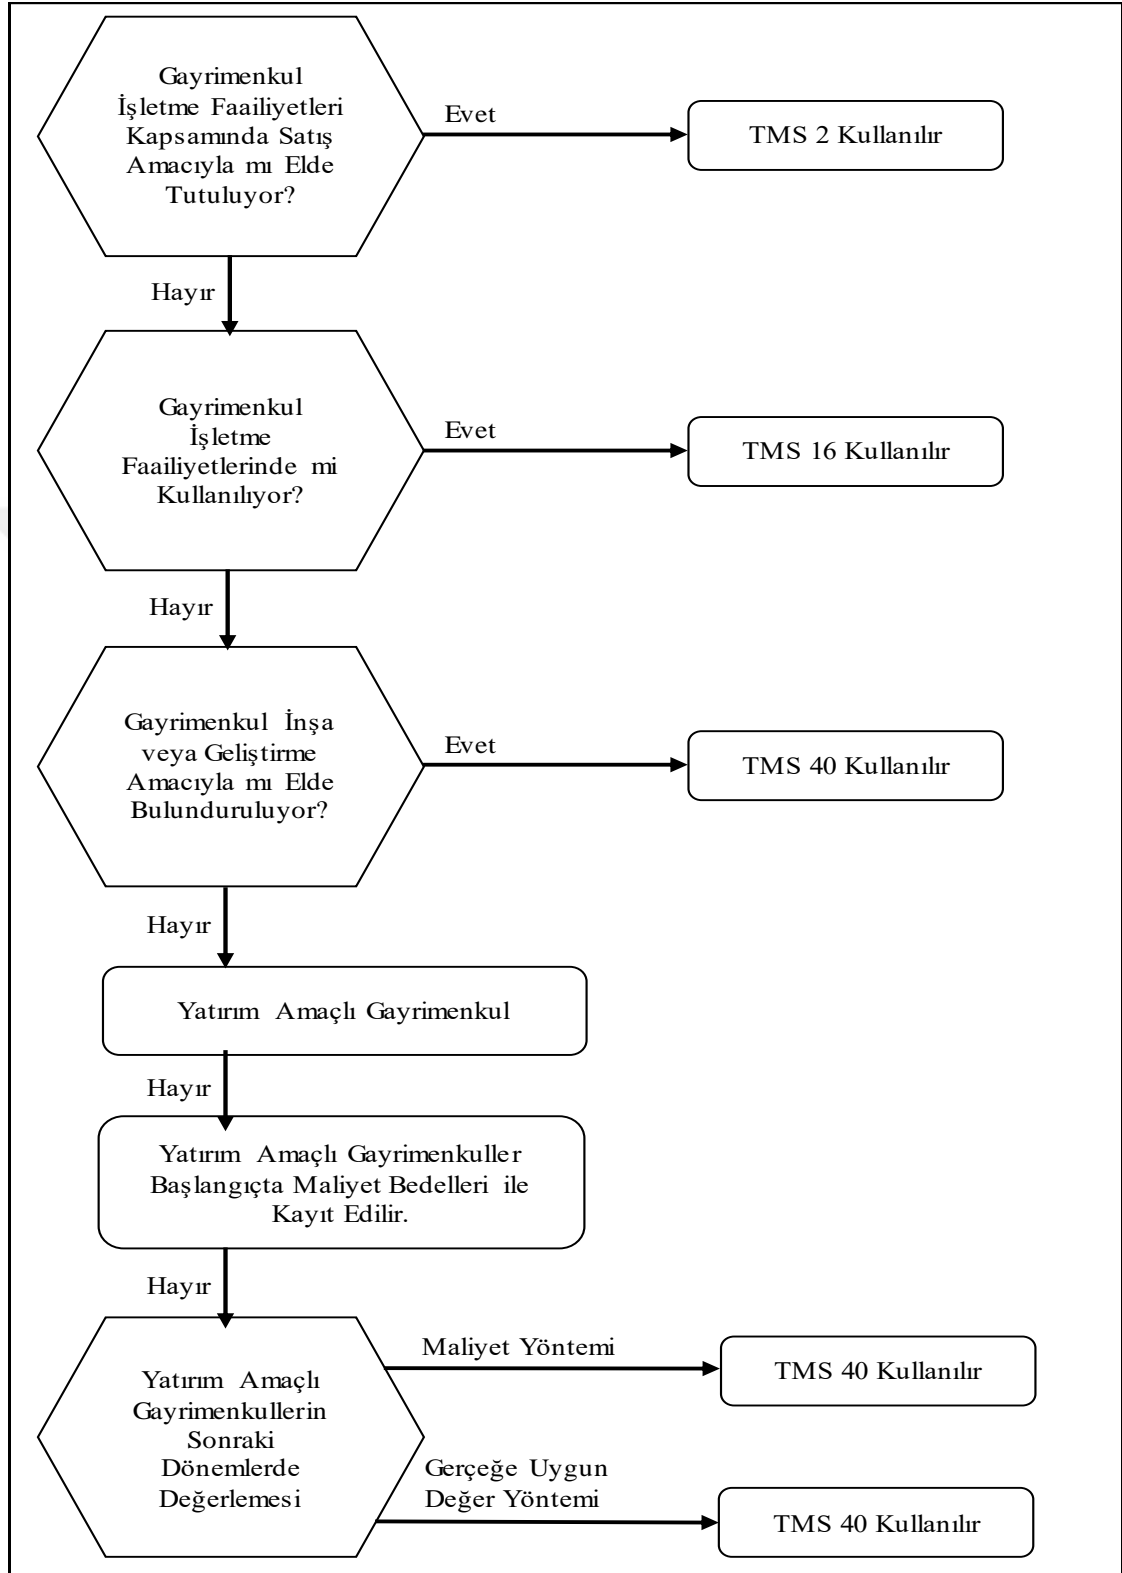 Gayrimenkul
İşletme Faailiyetleri
Kapsamında Satış
Amacıyla mı Elde
Tutuluyor?
Evet
TMS 2 Kullanılır
Hayır
Gayrimenkul
İşletme
Faailiyetlerinde mi
Kullanılıyor?
Evet
TMS 16 Kullanılır
Hayır
Gayrimenkul İnşa
veya Geliştirme
Amacıyla mı Elde
Bulunduruluyor?
Evet
TMS 40 Kullanılır
Hayır
Yatırım Amaçlı Gayrimenkul
Hayır
Yatırım Amaçlı Gayrimenkuller
Başlangıçta Maliyet Bedelleri ile
Kayıt Edilir.
Hayır
Yatırım Amaçlı
Gayrimenkullerin
Sonraki
Dönemlerde
Değerlemesi
Maliyet Yöntemi
TMS 40 Kullanılır
Gerçeğe Uygun
Değer Yöntemi
TMS 40 Kullanılır